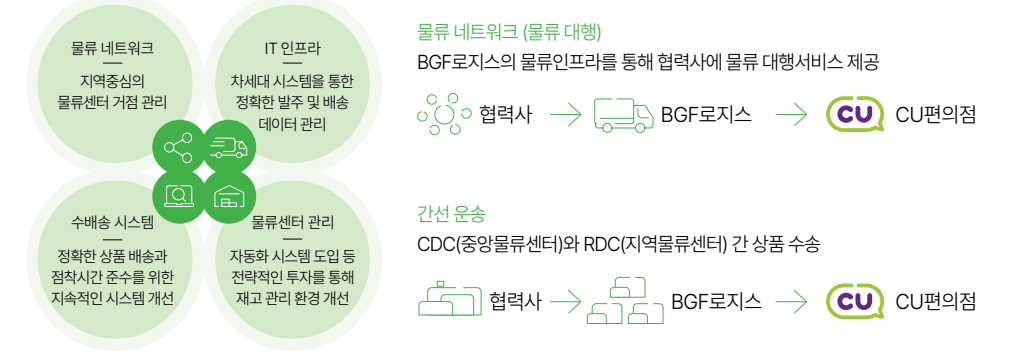 물류 네트워크
지역중심의
물류센터 거점 관리
IT 인프라
차세대 시스템을 통한
정확한 발주 및 배송
데이터 관리
수배송 시스템
정확한 상품 배송과
점착시간 준수를 위한
지속적인 시스템 개선
물류센터 관리
자동화 시스템 도입 등
전략적인 투자를 통해
재고 관리 환경 개선
물류 네트워크 (물류 대행)
BGF로지스의 물류인프라를 통해 협력사에 물류 대행서비스 제공
협력사 BGF로지스 CU CU편의점
간선 운송
CDC(중앙물류센터)와 RDC(지역물류센터) 간 상품 수송
협력사 BGF로지스 CU CU편의점